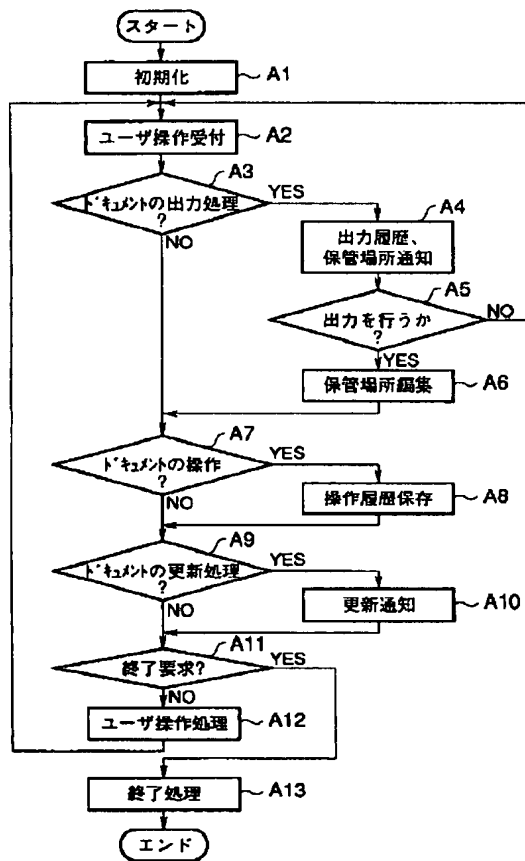 スタート
初期化
A1
ユーザ操作受付
A2
A3
ドキュメントの出力処理
?
YES
NO
A4
出力履歴、
保管場所通知
A5
出力を行うか
?
NO
YES
保管場所編集
A6
A7
ドキュメントの操作
?
YES
NO
操作履歴保存
A8
A9
ドキュメントの更新処理
?
YES
NO
更新通知
A10
A11
終了要求?
YES
NO
ユーザ操作処理
A12
終了処理
A13
エンド